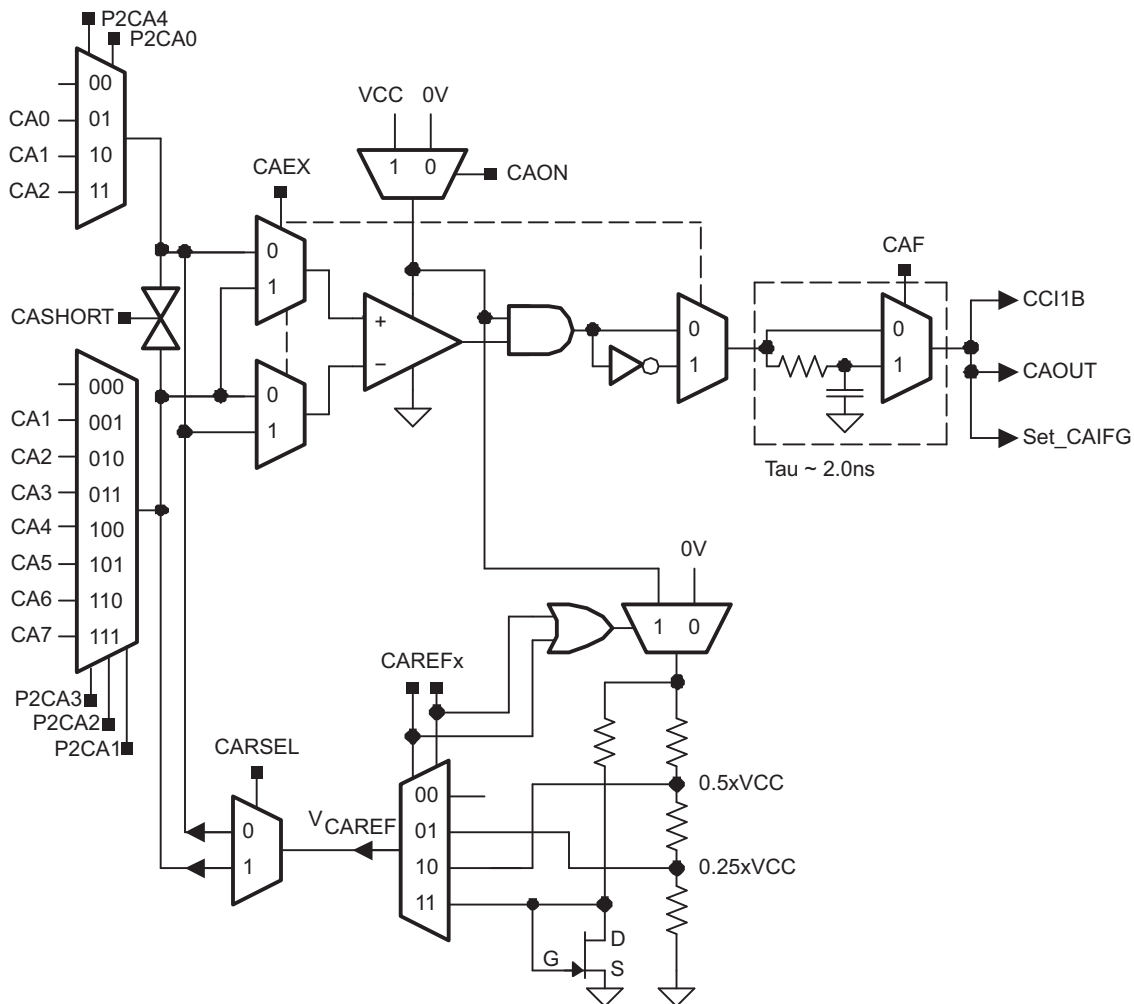 P2CA4
P2CA0
00
CA0 01
CA1 10
CA2 11
VCC 0V
1 0
CAON
CAEX
0
1
CASHORT
+
−
0
1
0
1
CAF
0
1
CCI1B
CAOUT
Set_CAIFG
Tau ~ 2.0ns
000
CA1 001
CA2 010
CA3 011
CA4 100
CA5 101
CA6 110
CA7 111
P2CA3
P2CA2
P2CA1
0V
1 0
CAREFx
CARSEL
0
1
VCAREF
00
01
10
11
0.5xVCC
0.25xVCC
D
G
S